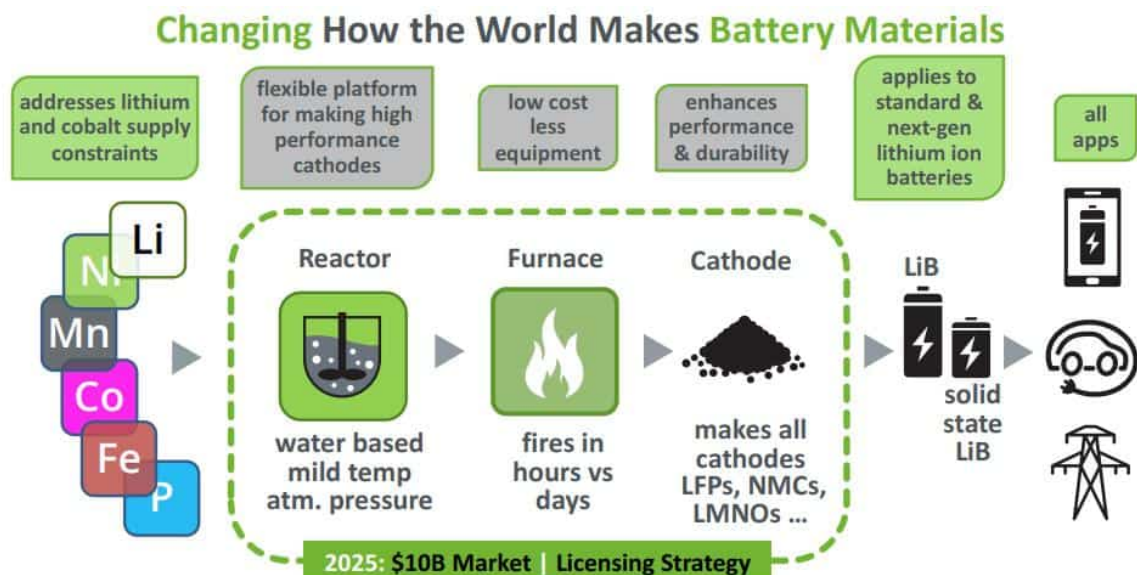 Changing How the World Makes Battery Materials
addresses lithium
and cobalt supply
constraints
flexible platform
for making high
performance
cathodes
low cost
less
equipment
enhances
performance
& durability
applies to
standard &
next-gen
lithium ion
batteries
all
apps
Li
Ni
Mn
Co
Fe
P
Reactor
water based
mild temp
atm. pressure
Furnace
fires in
hours vs
days
Cathode
makes all
cathodes
LFPs, NMCs,
LMNOs ...
LiB
solid
state
LiB
2025: $10B Market | Licensing Strategy